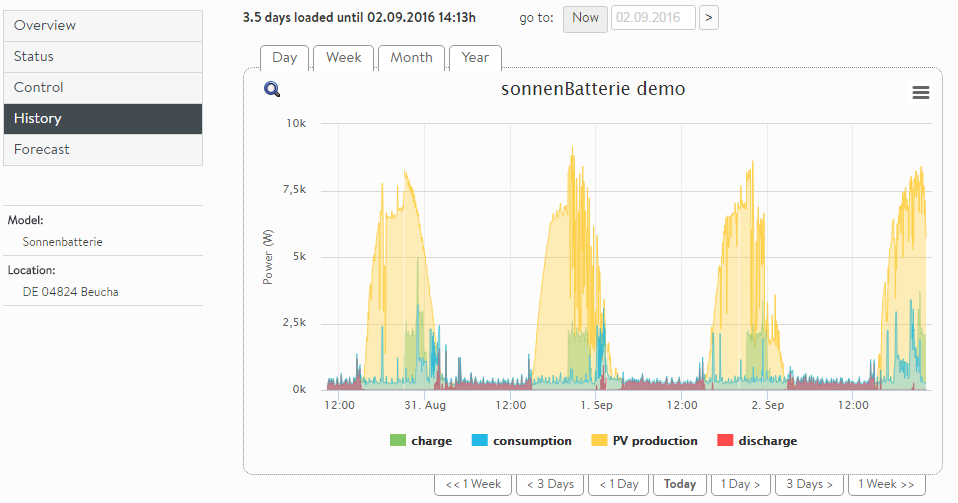 Overview
Status
Control
History
Forecast
Model:
Sonnenbatterie
Location:
DE 04824 Beucha
3.5 days loaded until 02.09.2016 14:13h
go to: Now 02.09.2016 >
Day Week Month Year
sonnenBatterie demo
Power (W)
10k
7,5k
5k
2,5k
0k
12:00 31. Aug 12:00 1. Sep 12:00 2. Sep 12:00
charge consumption PV production discharge
<< 1 Week < 3 Days < 1 Day Today 1 Day > 3 Days > 1 Week >>